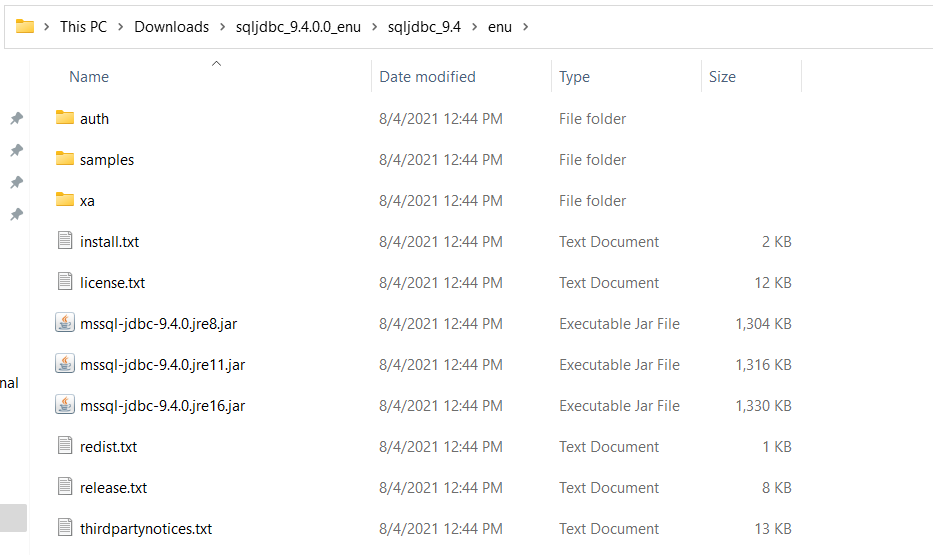 This PC > Downloads > sqljdbc_9.4.0.0_enu > sqljdbc_9.4 > enu >
Name Date modified Type Size
auth 8/4/2021 12:44 PM File folder
samples 8/4/2021 12:44 PM File folder
xa 8/4/2021 12:44 PM File folder
install.txt 8/4/2021 12:44 PM Text Document 2 KB
license.txt 8/4/2021 12:44 PM Text Document 12 KB
mssql-jdbc-9.4.0.jre8.jar 8/4/2021 12:44 PM Executable Jar File 1,304 KB
mssql-jdbc-9.4.0.jre11.jar 8/4/2021 12:44 PM Executable Jar File 1,316 KB
nal
mssql-jdbc-9.4.0.jre16.jar 8/4/2021 12:44 PM Executable Jar File 1,330 KB
redist.txt 8/4/2021 12:44 PM Text Document 1 KB
release.txt 8/4/2021 12:44 PM Text Document 8 KB
thirdpartynotices.txt 8/4/2021 12:44 PM Text Document 13 KB